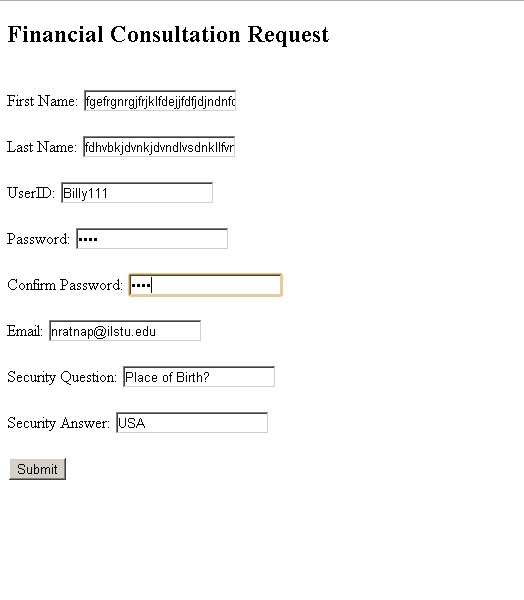 Financial Consultation Request
First Name: fgefrgnrgjfrjklfdejjfdfjdjndnfd
Last Name: fdhvbkjdvnkjdvndlvsdnkllfvr
UserID: Billy111
Password: ••••
Confirm Password: ••••
Email: nratnap@ilstu.edu
Security Question: Place of Birth?
Security Answer: USA
Submit